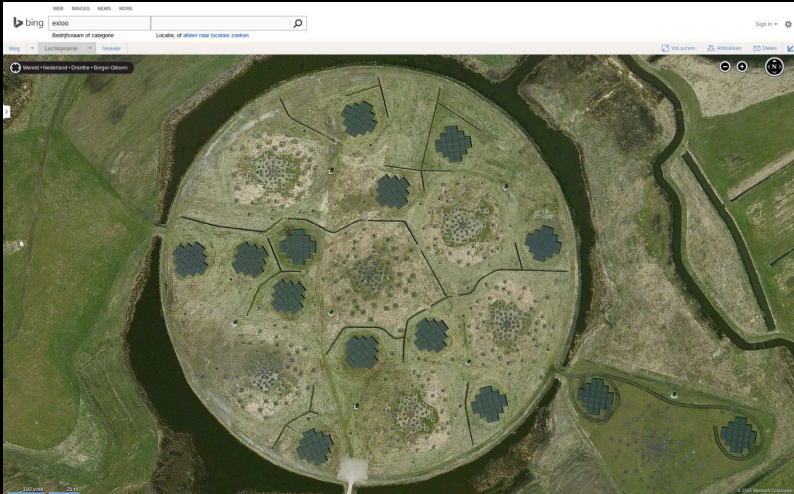 WEB IMAGES NEWS MORE
bing exloo
Bedrijfsnaam of categorie Locatie, of alleen naar locaties zoeken
Sign in
Weg Luchtopname Verkeer Vol.scherm Afdrukken Delen
Wereld • Nederland • Drenthe • Borger-Odoorn
N
100 voet 25 m